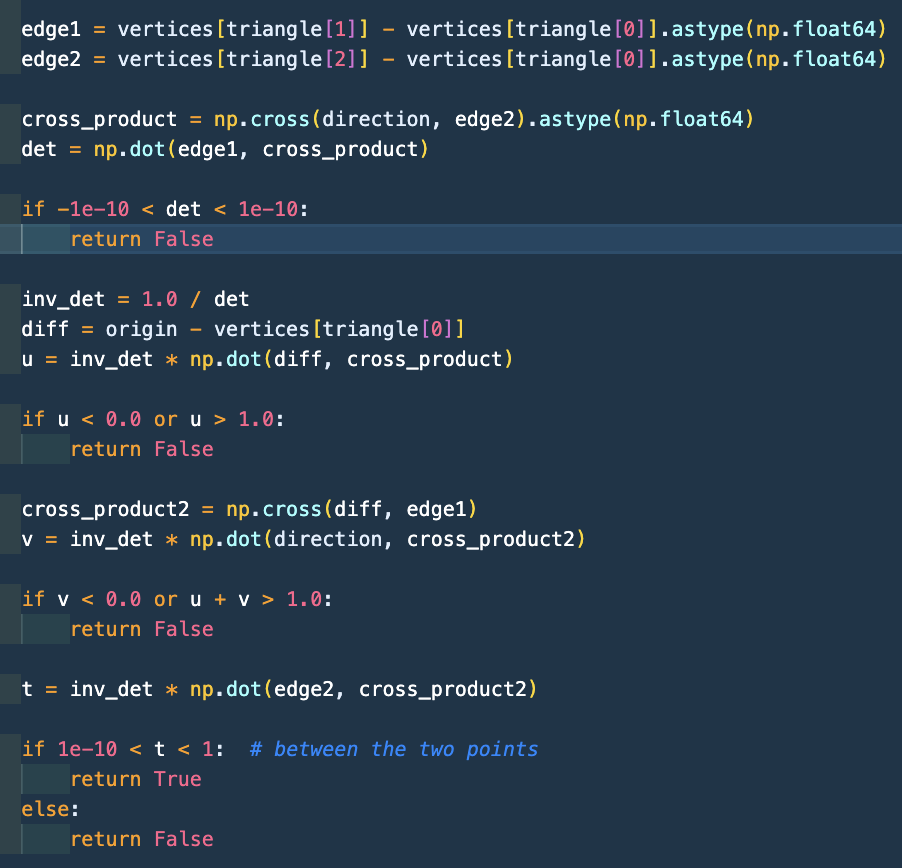 edge1 = vertices[triangle[1]] - vertices[triangle[0]].astype(np.float64)
edge2 = vertices[triangle[2]] - vertices[triangle[0]].astype(np.float64)
cross_product = np.cross(direction, edge2).astype(np.float64)
det = np.dot(edge1, cross_product)
if -1e-10 < det < 1e-10:
    return False
inv_det = 1.0 / det
diff = origin - vertices[triangle[0]]
u = inv_det * np.dot(diff, cross_product)
if u < 0.0 or u > 1.0:
    return False
cross_product2 = np.cross(diff, edge1)
v = inv_det * np.dot(direction, cross_product2)
if v < 0.0 or u + v > 1.0:
    return False
t = inv_det * np.dot(edge2, cross_product2)
if 1e-10 < t < 1:  # between the two points
    return True
else:
    return False